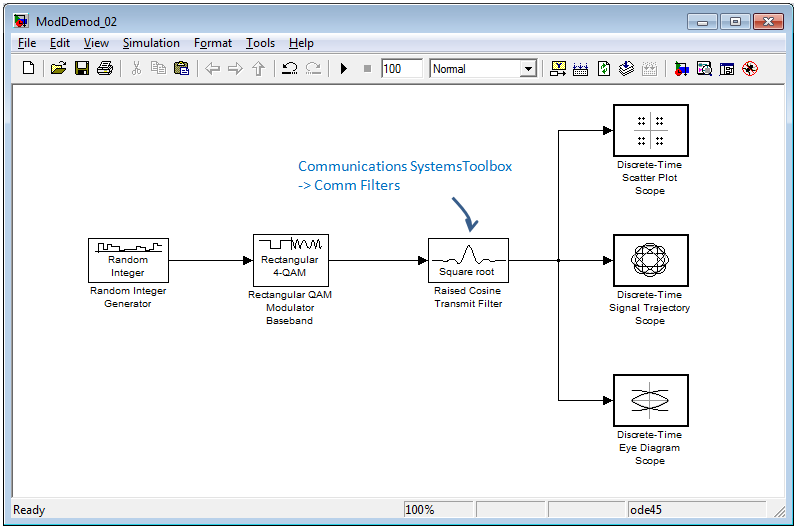 ModDemod_02
File Edit View Simulation Format Tools Help
100 Normal
Communications SystemsToolbox
-> Comm Filters
Discrete-Time
Scatter Plot
Scope
Random
Integer
Random Integer
Generator
Rectangular
4-QAM
Rectangular QAM
Modulator
Baseband
Square root
Raised Cosine
Transmit Filter
Discrete-Time
Signal Trajectory
Scope
Discrete-Time
Eye Diagram
Scope
Ready 100% ode45